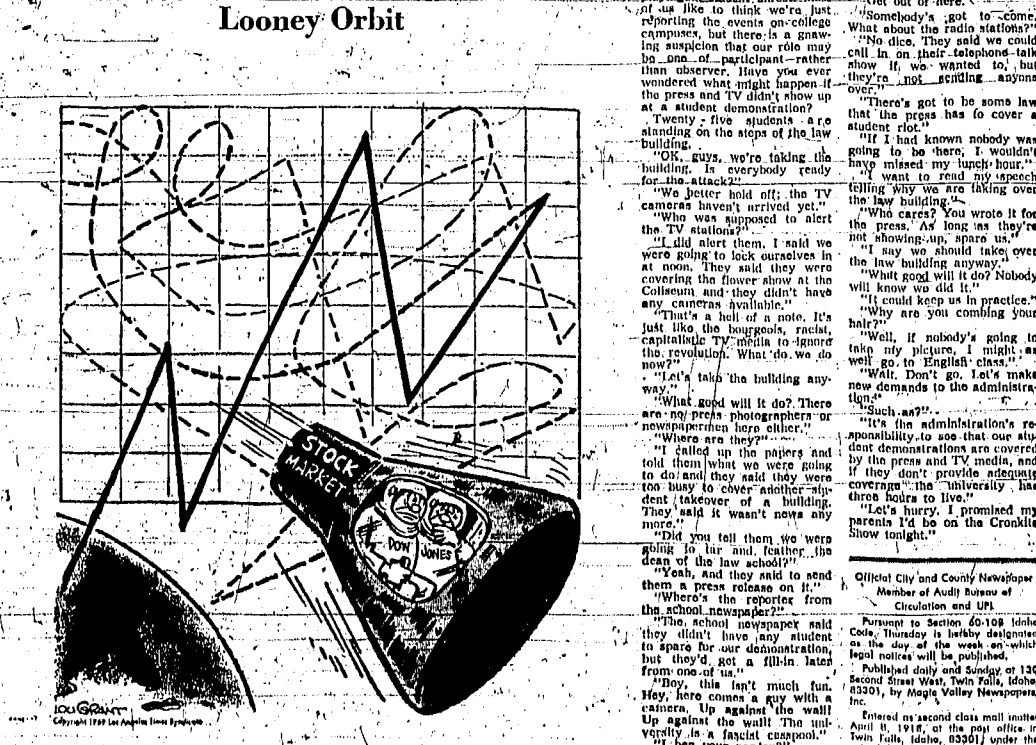 Looney Orbit
STOCK
MARKET
DOW
JONES
LOU GRANT
Copyright 1969 Los Angeles Times Syndicate
of us like to think we're just
reporting the events on college
campuses, but there is a gnaw-
ing suspicion that our role may
be one of participant—rather
than observer. Have you ever
wondered what might happen if
the press and TV didn't show up
at a student demonstration?
Twenty-five students are
standing on the steps of the law
building.
"OK, guys, we're taking the
building. Is everybody ready
for the attack?"
"We better hold off; the TV
cameras haven't arrived yet."
"Who was supposed to alert
the TV stations?"
"I did alert them. I said we
were going to lock ourselves in
at noon. They said they were
covering the flower show at the
Coliseum and they didn't have
any cameras available."
"That's a hell of a note. It's
just like the bourgeois, racist,
capitalistic TV media to ignore
the revolution. What do we do
now?"
"Let's take the building any-
way."
"What good will it do? There
are no press photographers or
newspapermen here either."
"Where are they?"
"I called up the papers and
told them what we were going
to do and they said they were
too busy to cover another stu-
dent takeover of a building.
They said it wasn't news any
more."
"Did you tell them we were
going to tar and feather the
dean of the law school?"
"Yeah, and they said to send
them a press release on it."
"Where's the reporter from
the school newspaper?"
"The school newspaper said
they didn't have any student
to spare for our demonstration,
but they'd get a fill-in later
from one of us."
"Boy, this isn't much fun.
Hey, here comes a guy with a
camera. Up against the wall!
Up against the wall! The uni-
versity is a fascist cesspool."
"I beg your
Get out of here."
"Somebody's got to come.
What about the radio stations?"
"No dice. They said we could
call in on their telephone talk
show if we wanted to, but
they're not sending anyone
over."
"There's got to be some law
that the press has to cover a
student riot."
"If I had known nobody was
going to be here, I wouldn't
have missed my lunch hour."
"I want to read my speech
telling why we are taking over
the law building."
"Who cares? You wrote it for
the press. As long as they're
not showing up, spare us."
"I say we should take over
the law building anyway."
"What good will it do? Nobody
will know we did it."
"It could keep us in practice."
"Why are you combing your
hair?"
"Well, if nobody's going to
take my picture, I might as
well go to English class."
"Wait. Don't go. Let's make
new demands to the administra-
tion."
"Such as?"
"It's the administration's re-
sponsibility to see that our stu-
dent demonstrations are covered
by the press and TV media, and
if they don't provide adequate
coverage the university has
three hours to live."
"Let's hurry. I promised my
parents I'd be on the Cronkite
Show tonight."
Official City and County Newspaper
Member of Audit Bureau of
Circulation and UPI.
Pursuant to Section 60-108 Idaho
Code, Thursday is hereby designated
as the day of the week on which
legal notices will be published.
Published daily and Sunday at 130
Second Street West, Twin Falls, Idaho
83301, by Magic Valley Newspapers
Inc.
Entered as second class mail matter
April 8, 1918, at the post office in
Twin Falls, Idaho, 83301, under the